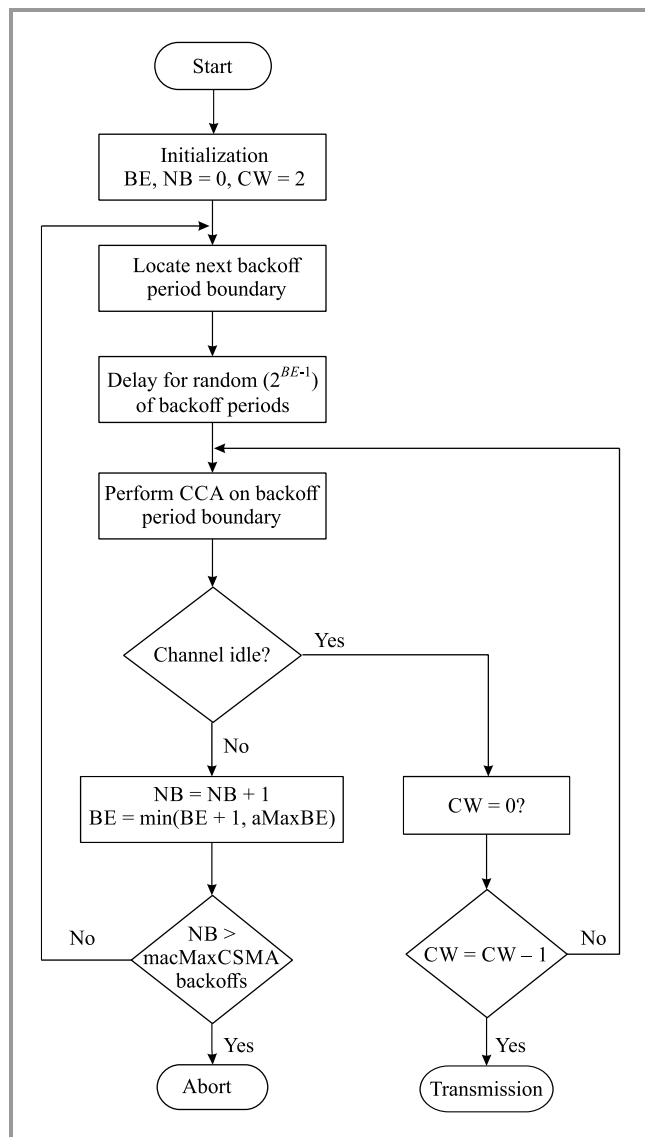 Start
Initialization
BE, NB = 0, CW = 2
Locate next backoff
period boundary
Delay for random (2^{BE-1})
of backoff periods
Perform CCA on backoff
period boundary
Channel idle?
Yes
No
NB = NB + 1
BE = min(BE + 1, aMaxBE)
CW = 0?
No
NB >
macMaxCSMA
backoffs
CW = CW – 1
No
Yes
Yes
Abort
Transmission